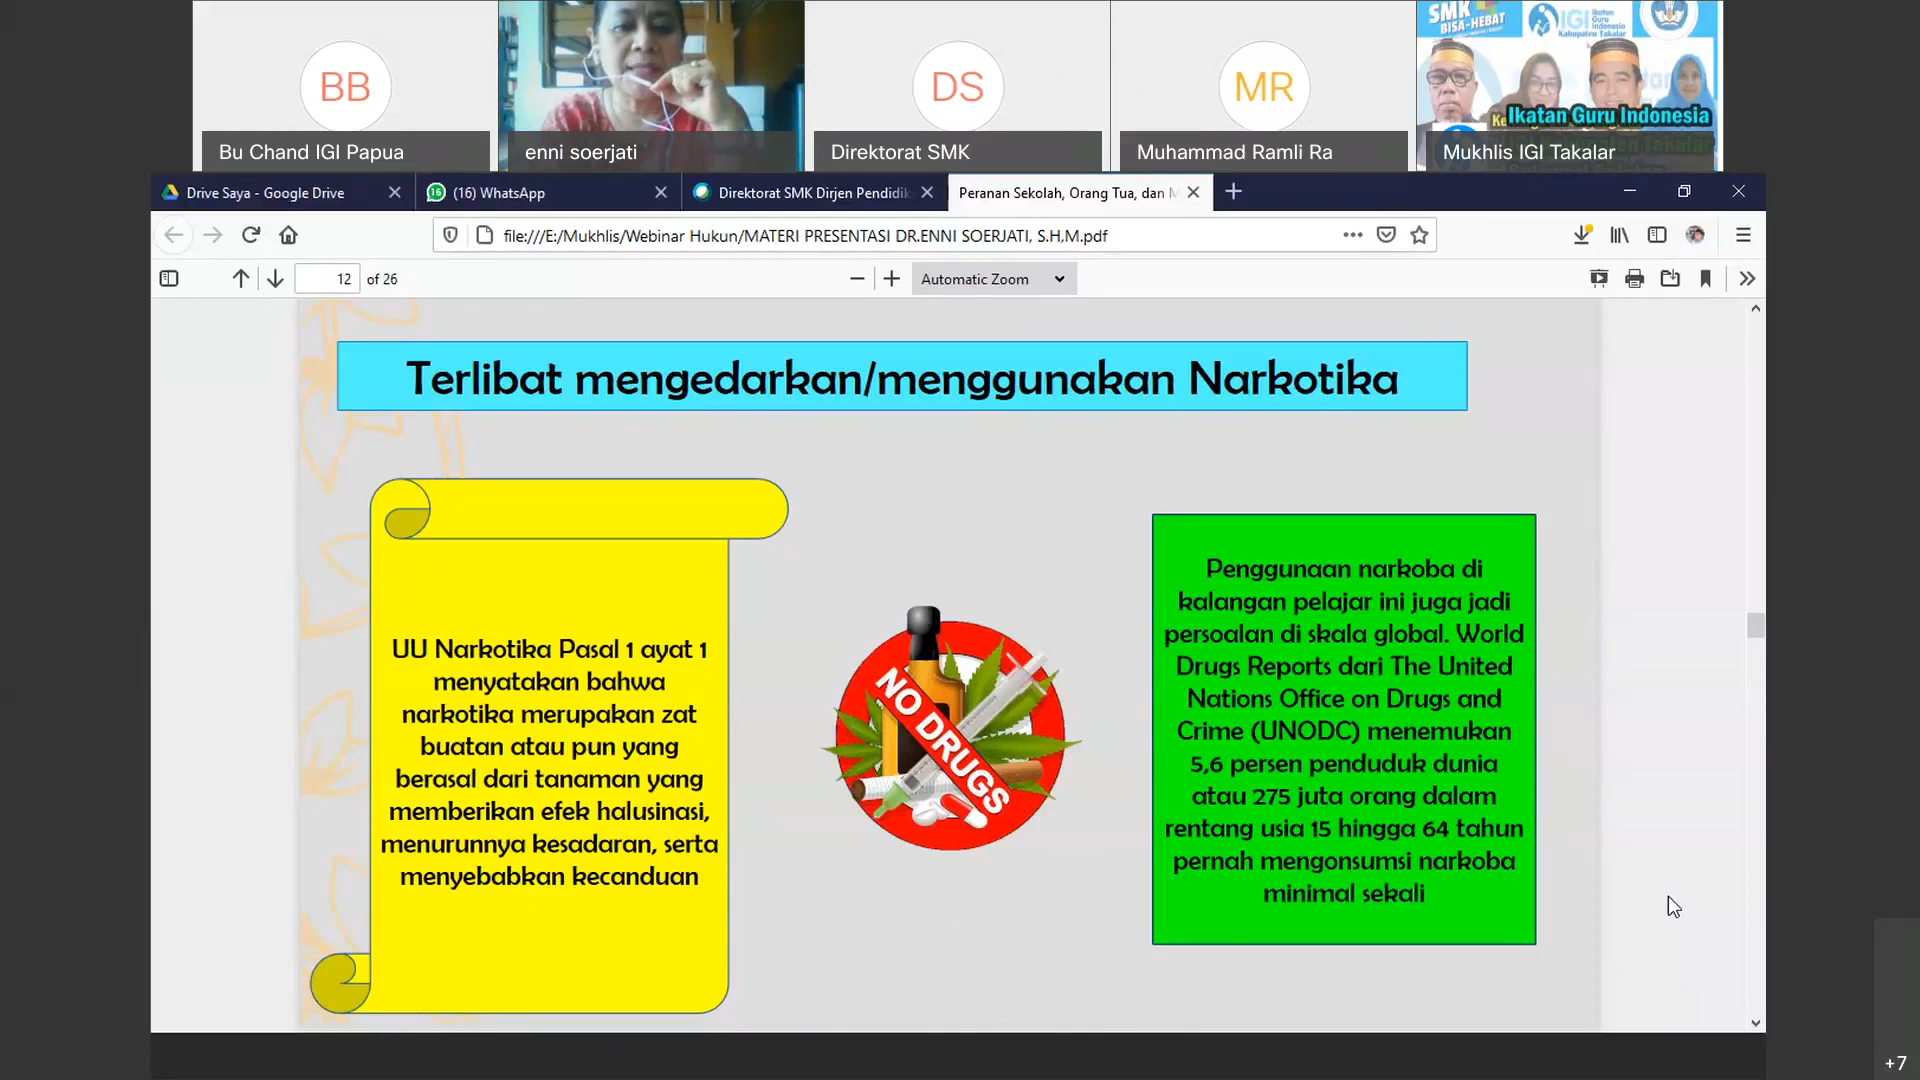 BB
DS
MR
SMK
BISA-HEBAT
IGI
Ikatan
Guru
Indonesia
Kabupaten Takalar
Ikatan Guru Indonesia
Bu Chand IGI Papua
enni soerjati
Direktorat SMK
Muhammad Ramli Ra
Mukhlis IGI Takalar
Drive Saya - Google Drive
16
(16) WhatsApp
Direktorat SMK Dirjen Pendidik
Peranan Sekolah, Orang Tua, dan M
file:///E:/Mukhlis/Webinar Hukun/MATERI PRESENTASI DR.ENNI SOERJATI, S.H,M.pdf
12 of 26
Automatic Zoom
Terlibat mengedarkan/menggunakan Narkotika
UU Narkotika Pasal 1 ayat 1
menyatakan bahwa
narkotika merupakan zat
buatan atau pun yang
berasal dari tanaman yang
memberikan efek halusinasi,
menurunnya kesadaran, serta
menyebabkan kecanduan
NO DRUGS
Penggunaan narkoba di
kalangan pelajar ini juga jadi
persoalan di skala global. World
Drugs Reports dari The United
Nations Office on Drugs and
Crime (UNODC) menemukan
5,6 persen penduduk dunia
atau 275 juta orang dalam
rentang usia 15 hingga 64 tahun
pernah mengonsumsi narkoba
minimal sekali
+7